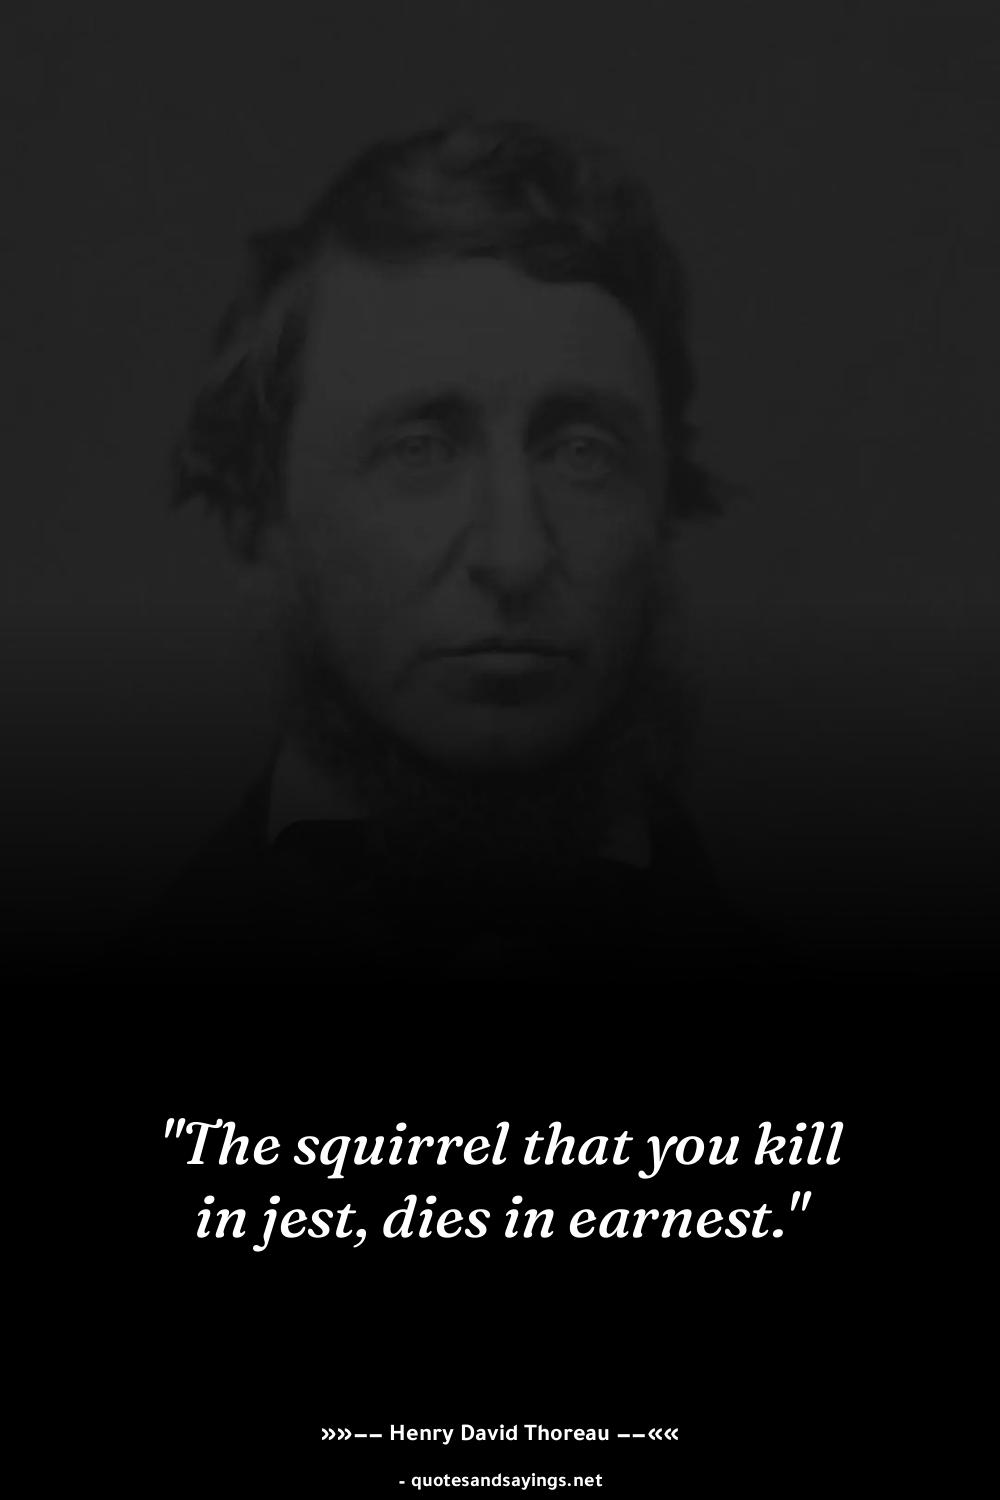 "The squirrel that you kill
in jest, dies in earnest."
»»–– Henry David Thoreau ––««
- quotesandsayings.net